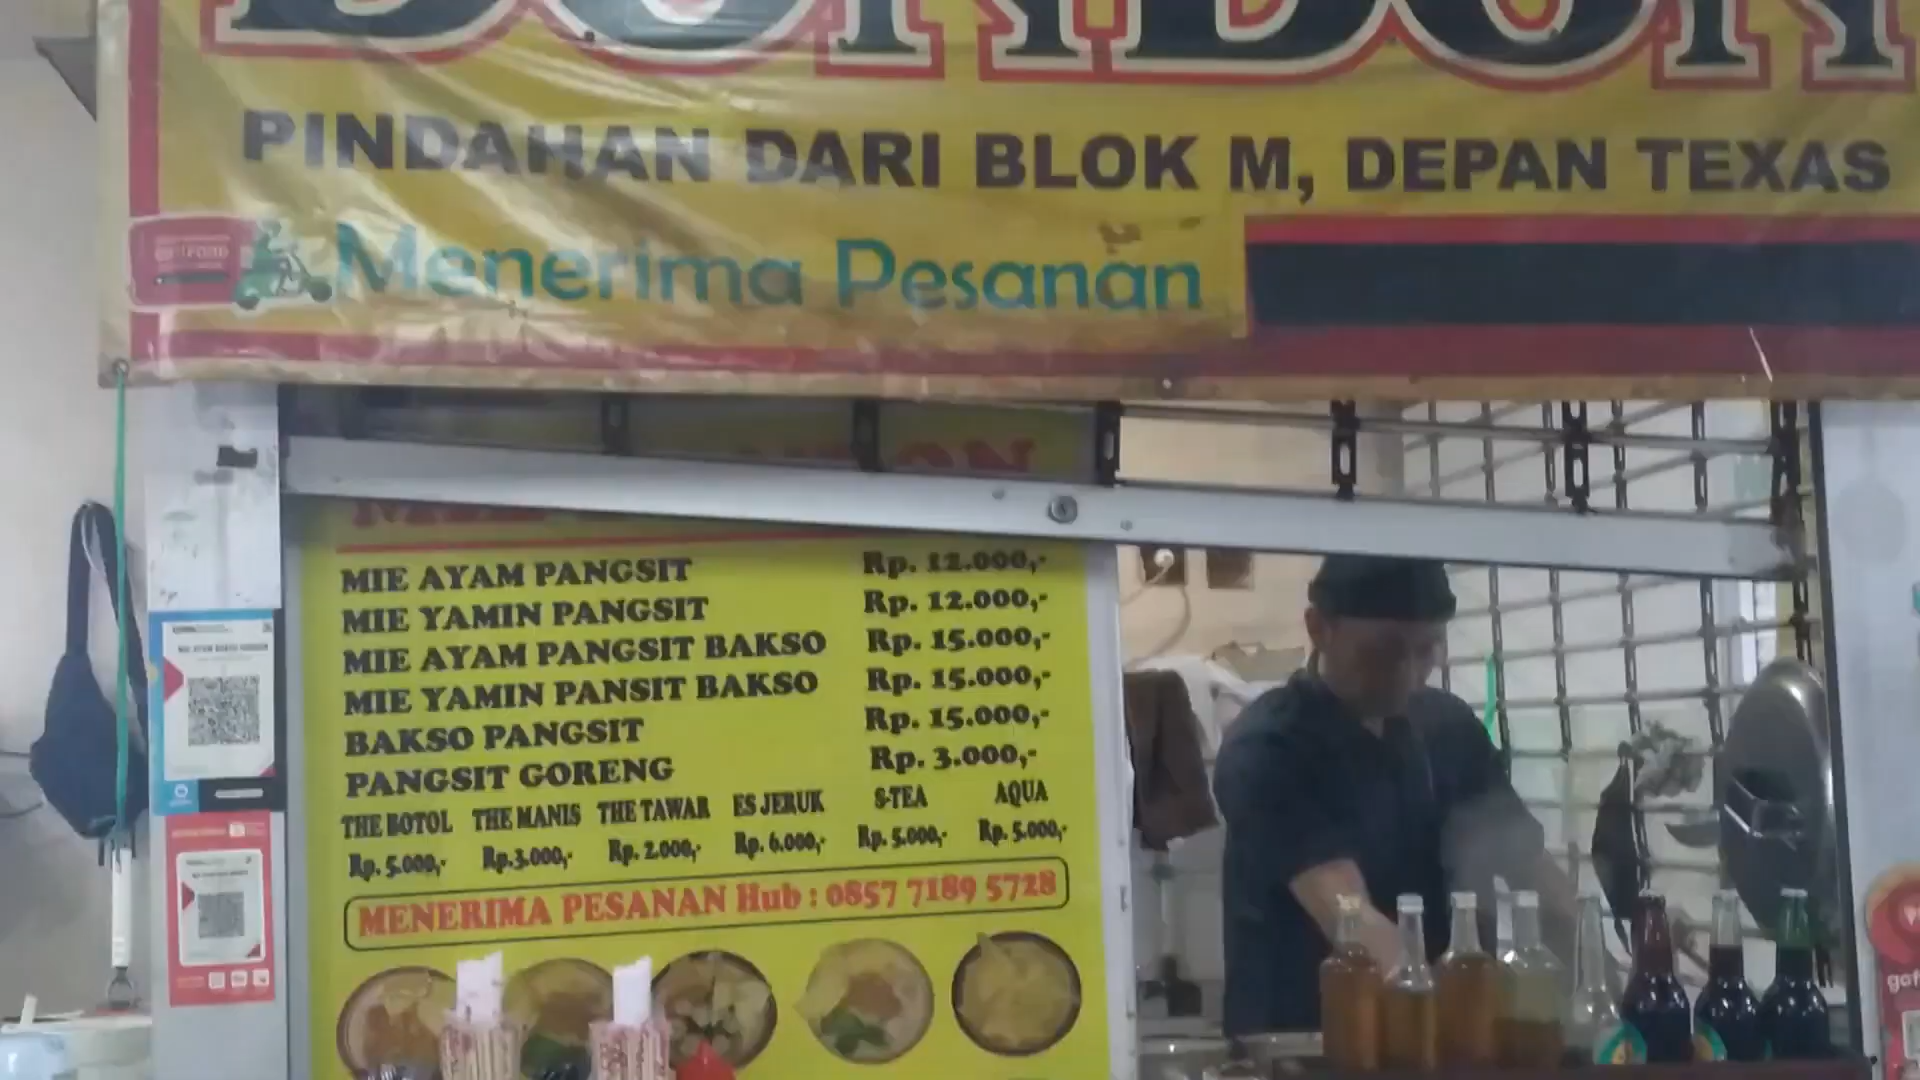 PINDAHAN DARI BLOK M, DEPAN TEXAS
Menerima Pesanan
MIE AYAM PANGSIT Rp. 12.000,-
MIE YAMIN PANGSIT Rp. 12.000,-
MIE AYAM PANGSIT BAKSO Rp. 15.000,-
MIE YAMIN PANSIT BAKSO Rp. 15.000,-
BAKSO PANGSIT Rp. 15.000,-
PANGSIT GORENG Rp. 3.000,-
THE BOTOL THE MANIS THE TAWAR ES JERUK S-TEA AQUA
Rp. 5.000,- Rp.3.000,- Rp. 2.000,- Rp. 6.000,- Rp. 5.000,- Rp. 5.000,-
MENERIMA PESANAN Hub : 0857 7189 5728